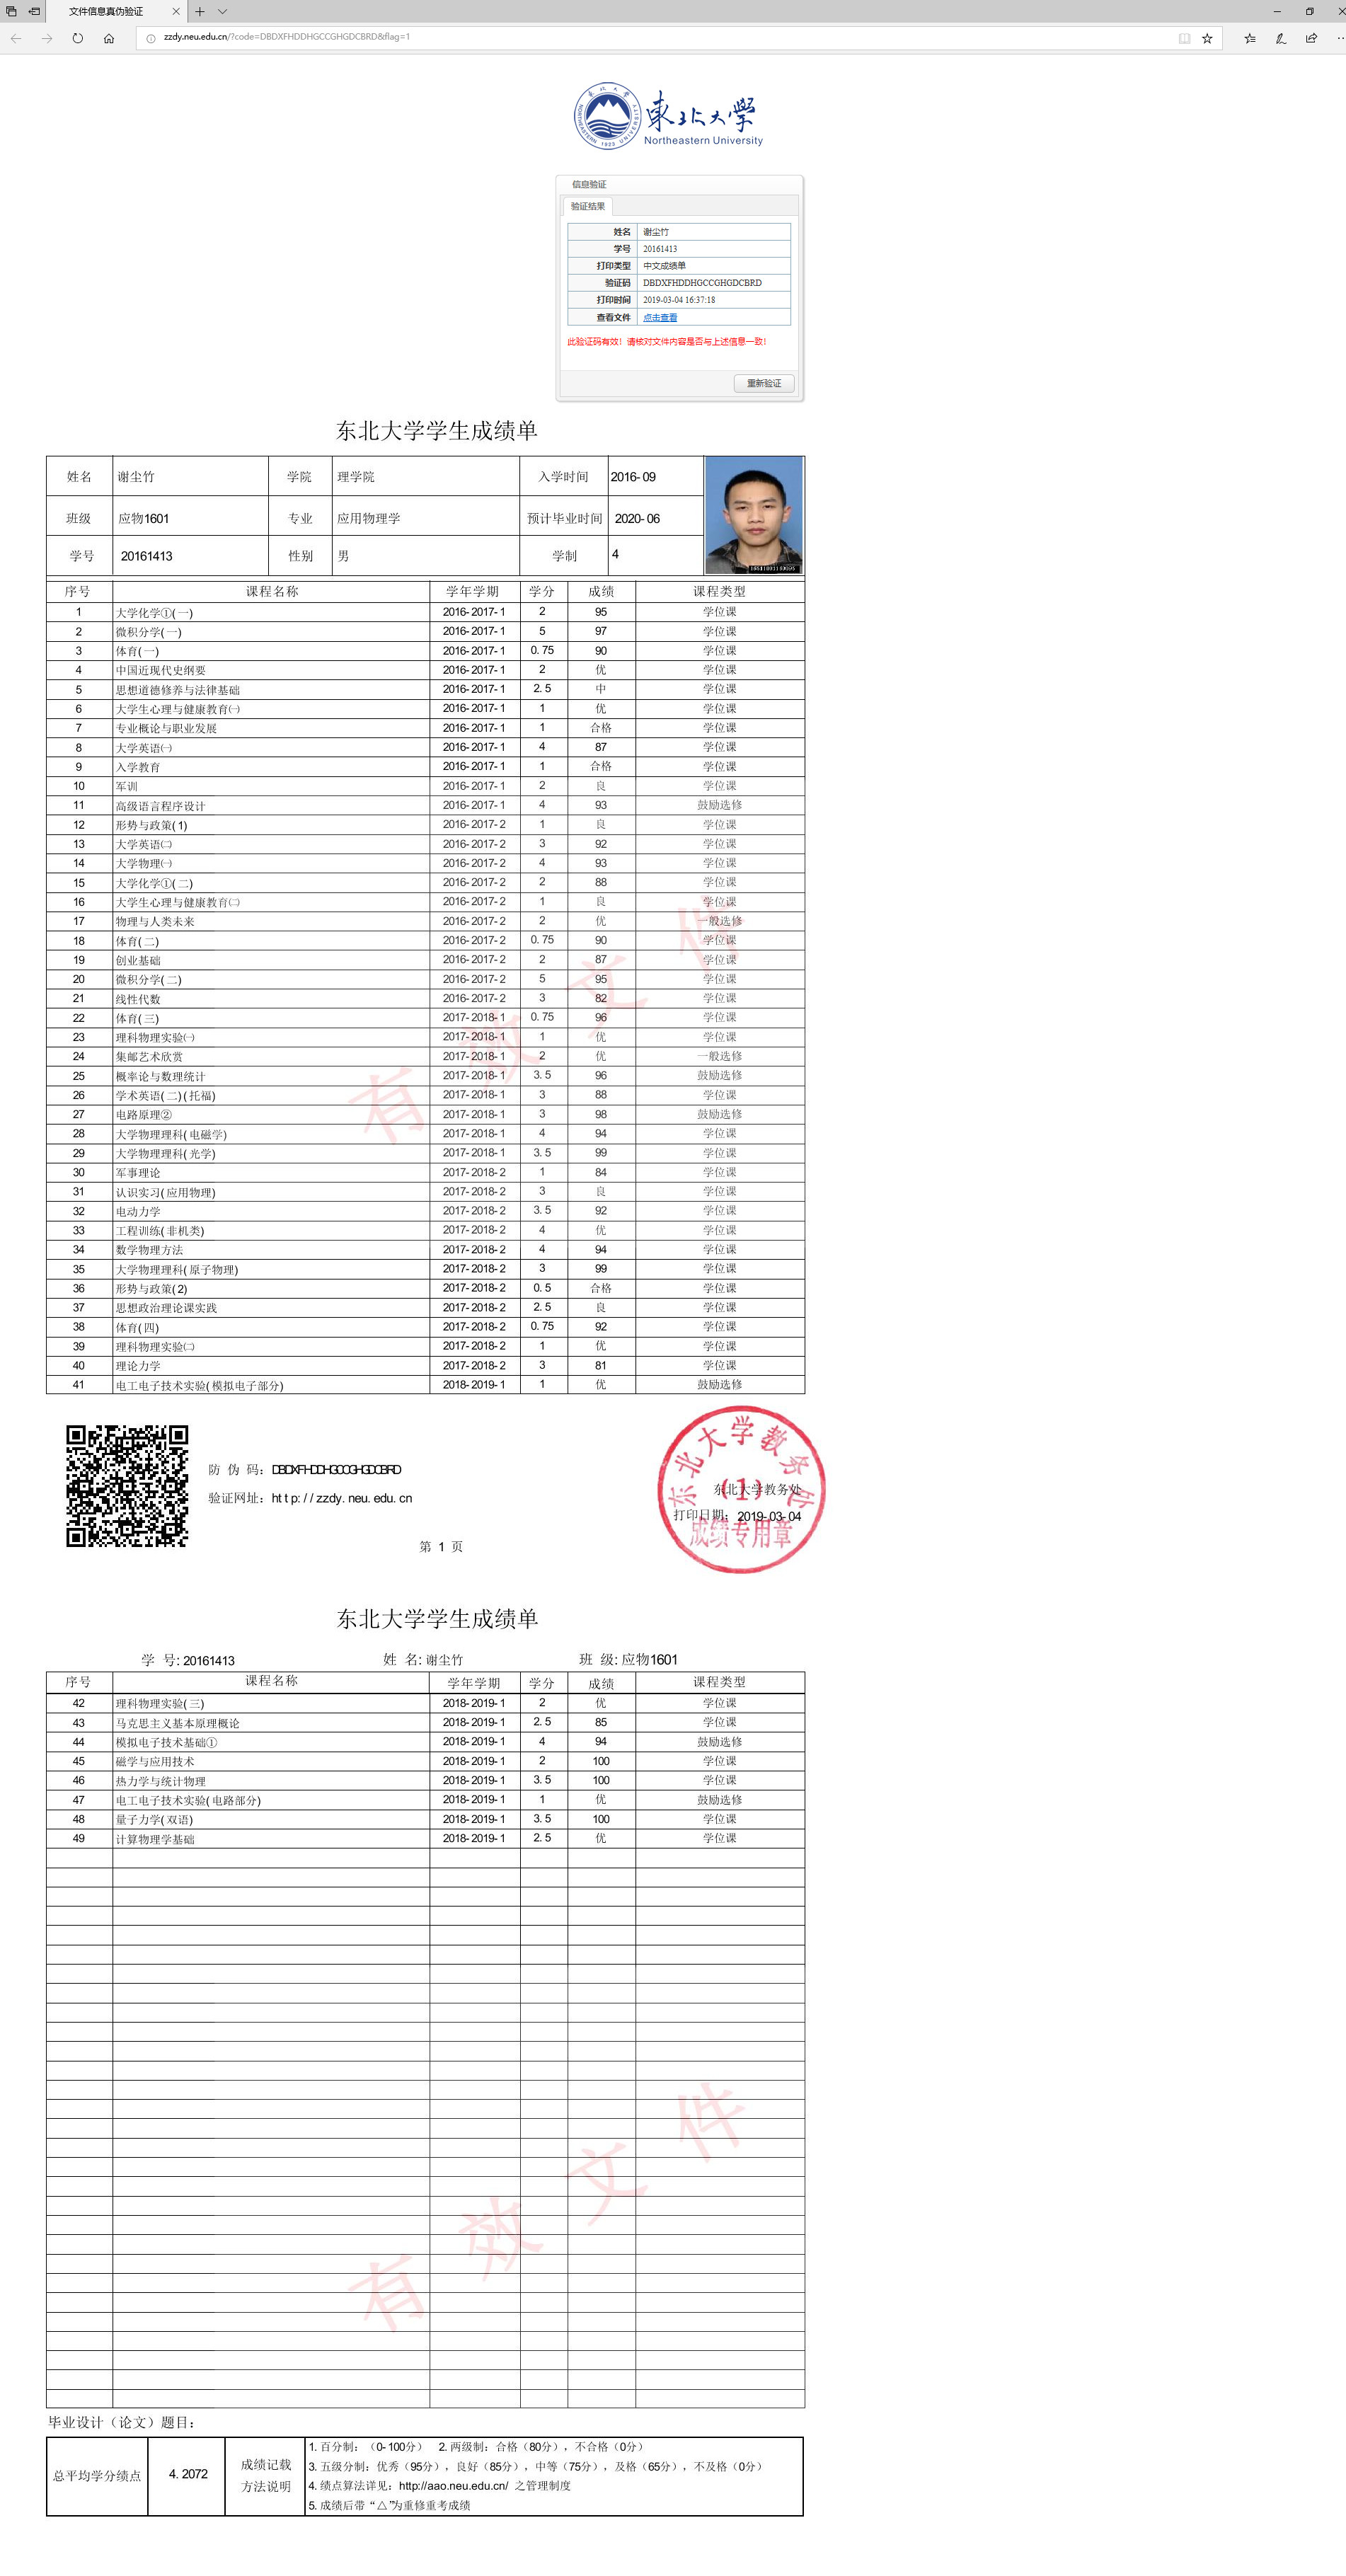 文件信息真伪验证
zzdy.neu.edu.cn/?code=DBDXFHDDHGCCGHGDCBRD&flag=1
東北大學
Northeastern University
信息验证
验证结果
姓名 谢尘竹
学号 20161413
打印类型 中文成绩单
验证码 DBDXFHDDHGCCGHGDCBRD
打印时间 2019-03-04 16:37:18
查看文件 点击查看
此验证码有效！请核对文件内容是否与上述信息一致！
重新验证
东北大学学生成绩单
姓名 谢尘竹 学院 理学院 入学时间 2016-09
班级 应物1601 专业 应用物理学 预计毕业时间 2020-06
学号 20161413 性别 男 学制 4
序号 课程名称 学年学期 学分 成绩 课程类型
1 大学化学①(一) 2016-2017-1 2 95 学位课
2 微积分学(一) 2016-2017-1 5 97 学位课
3 体育(一) 2016-2017-1 0.75 90 学位课
4 中国近现代史纲要 2016-2017-1 2 优 学位课
5 思想道德修养与法律基础 2016-2017-1 2.5 中 学位课
6 大学生心理与健康教育㈠ 2016-2017-1 1 优 学位课
7 专业概论与职业发展 2016-2017-1 1 合格 学位课
8 大学英语㈠ 2016-2017-1 4 87 学位课
9 入学教育 2016-2017-1 1 合格 学位课
10 军训 2016-2017-1 2 良 学位课
11 高级语言程序设计 2016-2017-1 4 93 鼓励选修
12 形势与政策(1) 2016-2017-2 1 良 学位课
13 大学英语㈡ 2016-2017-2 3 92 学位课
14 大学物理㈠ 2016-2017-2 4 93 学位课
15 大学化学①(二) 2016-2017-2 2 88 学位课
16 大学生心理与健康教育㈡ 2016-2017-2 1 良 学位课
17 物理与人类未来 2016-2017-2 2 优 一般选修
18 体育(二) 2016-2017-2 0.75 90 学位课
19 创业基础 2016-2017-2 2 87 学位课
20 微积分学(二) 2016-2017-2 5 95 学位课
21 线性代数 2016-2017-2 3 82 学位课
22 体育(三) 2017-2018-1 0.75 96 学位课
23 理科物理实验㈠ 2017-2018-1 1 优 学位课
24 集邮艺术欣赏 2017-2018-1 2 优 一般选修
25 概率论与数理统计 2017-2018-1 3.5 96 鼓励选修
26 学术英语(二)(托福) 2017-2018-1 3 88 学位课
27 电路原理② 2017-2018-1 3 98 鼓励选修
28 大学物理理科(电磁学) 2017-2018-1 4 94 学位课
29 大学物理理科(光学) 2017-2018-1 3.5 99 学位课
30 军事理论 2017-2018-2 1 84 学位课
31 认识实习(应用物理) 2017-2018-2 3 良 学位课
32 电动力学 2017-2018-2 3.5 92 学位课
33 工程训练(非机类) 2017-2018-2 4 优 学位课
34 数学物理方法 2017-2018-2 4 94 学位课
35 大学物理理科(原子物理) 2017-2018-2 3 99 学位课
36 形势与政策(2) 2017-2018-2 0.5 合格 学位课
37 思想政治理论课实践 2017-2018-2 2.5 良 学位课
38 体育(四) 2017-2018-2 0.75 92 学位课
39 理科物理实验㈡ 2017-2018-2 1 优 学位课
40 理论力学 2017-2018-2 3 81 学位课
41 电工电子技术实验(模拟电子部分) 2018-2019-1 1 优 鼓励选修
有效文件
防 伪 码：DBDXFHDDHGCCGHGDCBRD
验证网址：http://zzdy.neu.edu.cn
东北大学教务处
(1)
成绩专用章
东北大学教务处
打印日期：2019-03-04
第 1 页
东北大学学生成绩单
学 号: 20161413 姓 名: 谢尘竹 班 级: 应物1601
序号 课程名称 学年学期 学分 成绩 课程类型
42 理科物理实验(三) 2018-2019-1 2 优 学位课
43 马克思主义基本原理概论 2018-2019-1 2.5 85 学位课
44 模拟电子技术基础① 2018-2019-1 4 94 鼓励选修
45 磁学与应用技术 2018-2019-1 2 100 学位课
46 热力学与统计物理 2018-2019-1 3.5 100 学位课
47 电工电子技术实验(电路部分) 2018-2019-1 1 优 鼓励选修
48 量子力学(双语) 2018-2019-1 3.5 100 学位课
49 计算物理学基础 2018-2019-1 2.5 优 学位课
有效文件
毕业设计（论文）题目：
总平均学分绩点 4.2072 成绩记载方法说明
1.百分制：（0-100分） 2.两级制：合格（80分），不合格（0分）
3.五级分制：优秀（95分），良好（85分），中等（75分），及格（65分），不及格（0分）
4.绩点算法详见：http://aao.neu.edu.cn/ 之管理制度
5.成绩后带“△”为重修重考成绩